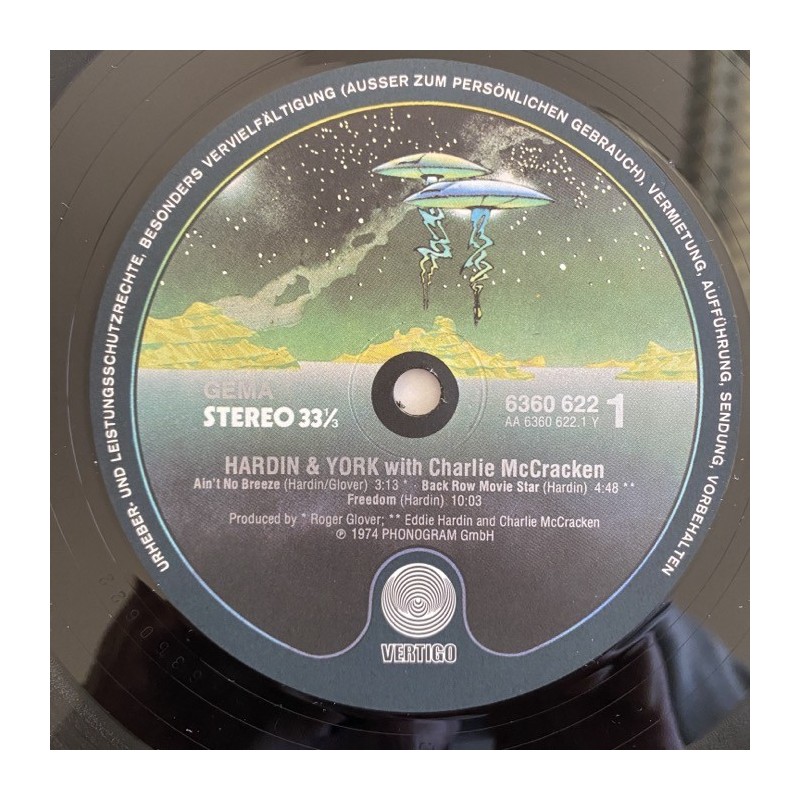 URHEBER- UND LEISTUNGSSCHUTZRECHTE, BESONDERS VERVIELFÄLTIGUNG (AUSSER ZUM PERSÖNLICHEN GEBRAUCH), VERMIETUNG, AUFFÜHRUNG, SENDUNG, VORBEHALTEN
GEMA
STEREO 33⅓
6360 622 1
AA 6360 622.1 Y
HARDIN & YORK with Charlie McCracken
Ain't No Breeze (Hardin/Glover) 3:13 * · Back Row Movie Star (Hardin) 4:48 **
Freedom (Hardin) 10:03
Produced by * Roger Glover; ** Eddie Hardin and Charlie McCracken
℗ 1974 PHONOGRAM GmbH
VERTIGO